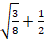 √(3/8) + 1/2